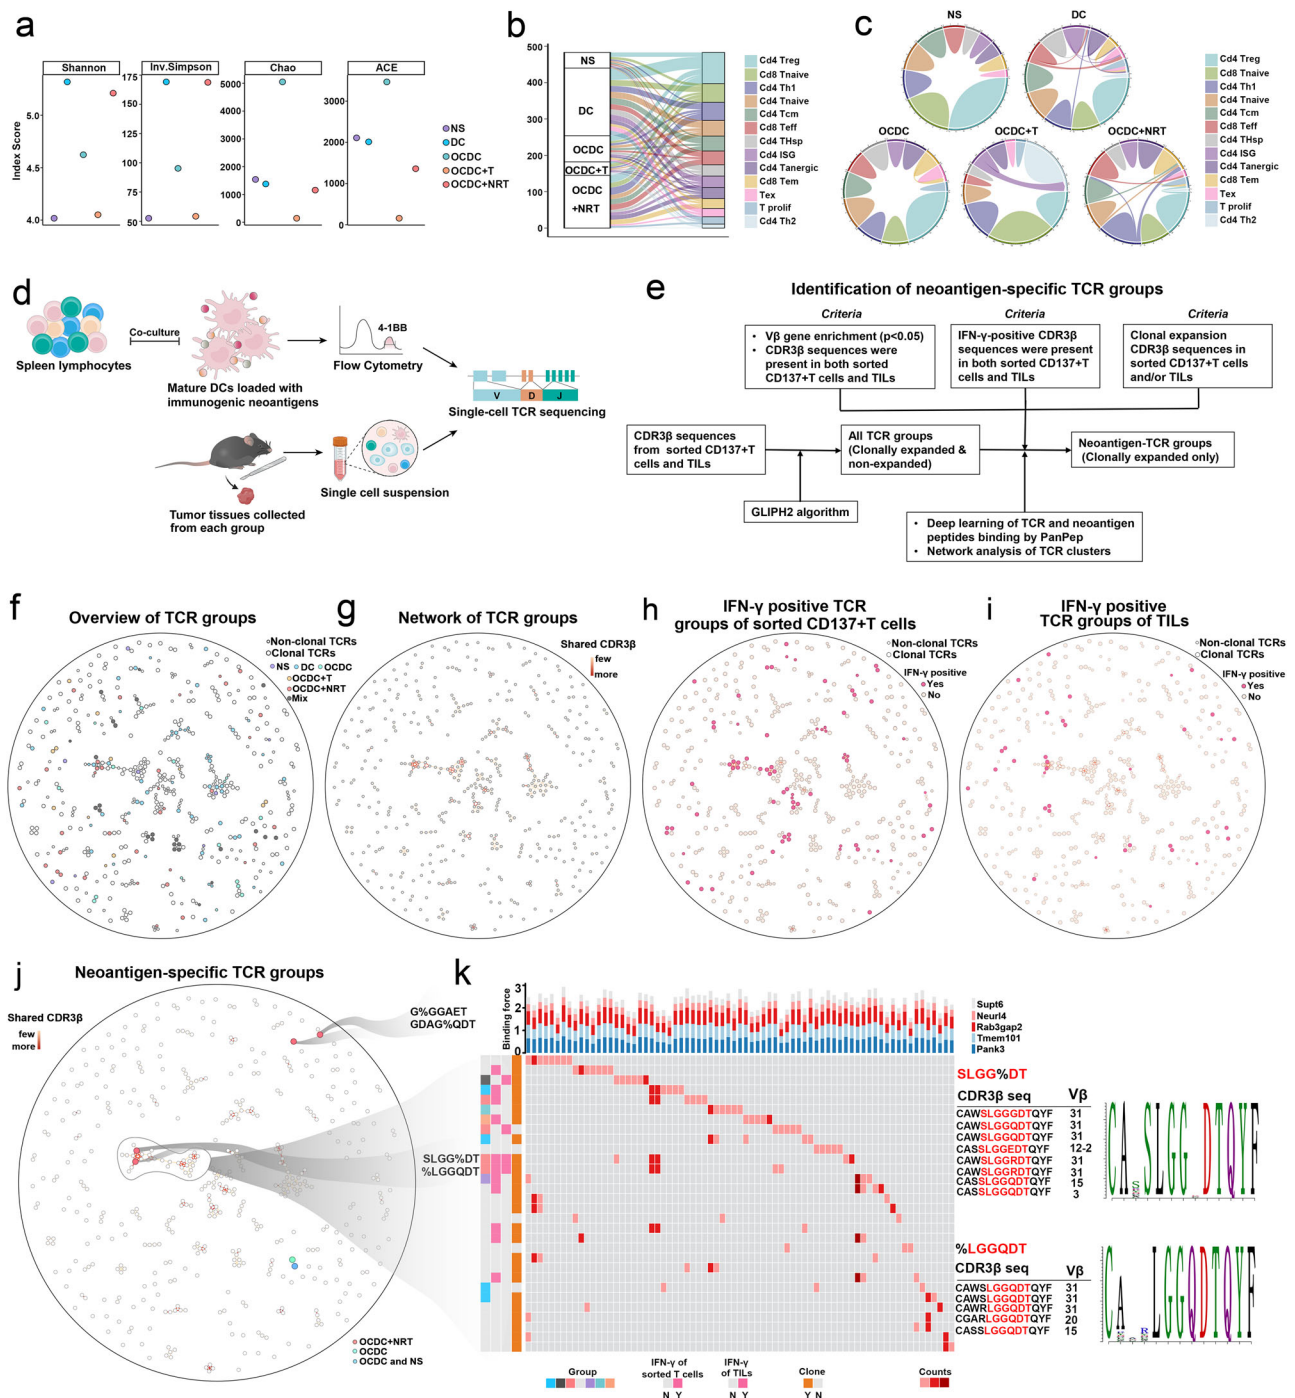 a
Shannon
Inv.Simpson
Chao
ACE
Index Score
5.0
4.5
4.0
175
150
125
100
75
50
5000
4000
3000
2000
1000
0
3000
2000
1000
0
NS
DC
OCDC
OCDC+T
OCDC+NRT
b
500
400
300
200
100
0
NS
DC
OCDC
OCDC+T
OCDC
+NRT
Cd4 Treg
Cd8 Tnaive
Cd4 Th1
Cd4 Tnaive
Cd4 Tcm
Cd8 Teff
Cd4 THsp
Cd4 ISG
Cd4 Tanergic
Cd8 Tem
Tex
T prolif
Cd4 Th2
c
NS
DC
OCDC
OCDC+T
OCDC+NRT
Cd4 Treg
Cd8 Tnaive
Cd4 Th1
Cd4 Tnaive
Cd4 Tcm
Cd8 Teff
Cd4 THsp
Cd4 ISG
Cd4 Tanergic
Cd8 Tem
Tex
T prolif
Cd4 Th2
d
Spleen lymphocytes
Co-culture
Mature DCs loaded with
immunogenic neoantigens
4-1BB
Flow Cytometry
V
D
J
Single-cell TCR sequencing
Tumor tissues collected
from each group
Single cell suspension
e
Identification of neoantigen-specific TCR groups
Criteria
• Vβ gene enrichment (p<0.05)
• CDR3β sequences were
present in both sorted
CD137+T cells and TILs
Criteria
IFN-γ-positive CDR3β
sequences were present
in both sorted CD137+T
cells and TILs
Criteria
Clonal expansion
CDR3β sequences in
sorted CD137+T cells
and/or TILs
CDR3β sequences
from sorted CD137+T
cells and TILs
All TCR groups
(Clonally expanded &
non-expanded)
Neoantigen-TCR groups
(Clonally expanded only)
GLIPH2 algorithm
• Deep learning of TCR and neoantigen
peptides binding by PanPep
• Network analysis of TCR clusters
f
Overview of TCR groups
Non-clonal TCRs
Clonal TCRs
NS DC OCDC
OCDC+T
OCDC+NRT
Mix
g
Network of TCR groups
Shared CDR3β
few
more
h
IFN-γ positive TCR
groups of sorted CD137+T cells
Non-clonal TCRs
Clonal TCRs
IFN-γ positive
Yes
No
i
IFN-γ positive
TCR groups of TILs
Non-clonal TCRs
Clonal TCRs
IFN-γ positive
Yes
No
j
Neoantigen-specific TCR groups
Shared CDR3β
few
more
G%GGAET
GDAG%QDT
SLGG%DT
%LGGQDT
OCDC+NRT
OCDC
OCDC and NS
k
Binding force
3
2
1
0
Supt6
Neurl4
Rab3gap2
Tmem101
Pank3
SLGG%DT
CDR3β seq Vβ
CAWSLGGGDTQYF 31
CAWSLGGQDTQYF 31
CAWSLGGQDTQYF 31
CASSLGGEDTQYF 12-2
CAWSLGGRDTQYF 31
CAWSLGGRDTQYF 31
CASSLGGQDTQYF 15
CASSLGGQDTQYF 3
CA SLGG DTQYF
%LGGQDT
CDR3β seq Vβ
CAWSLGGQDTQYF 31
CAWSLGGQDTQYF 31
CAWRLGGQDTQYF 31
CGARLGGQDTQYF 20
CASSLGGQDTQYF 15
CA LGGQDTQYF
Group
IFN-γ of
sorted T cells
N Y
IFN-γ
of TILs
N Y
Clone
Y N
Counts